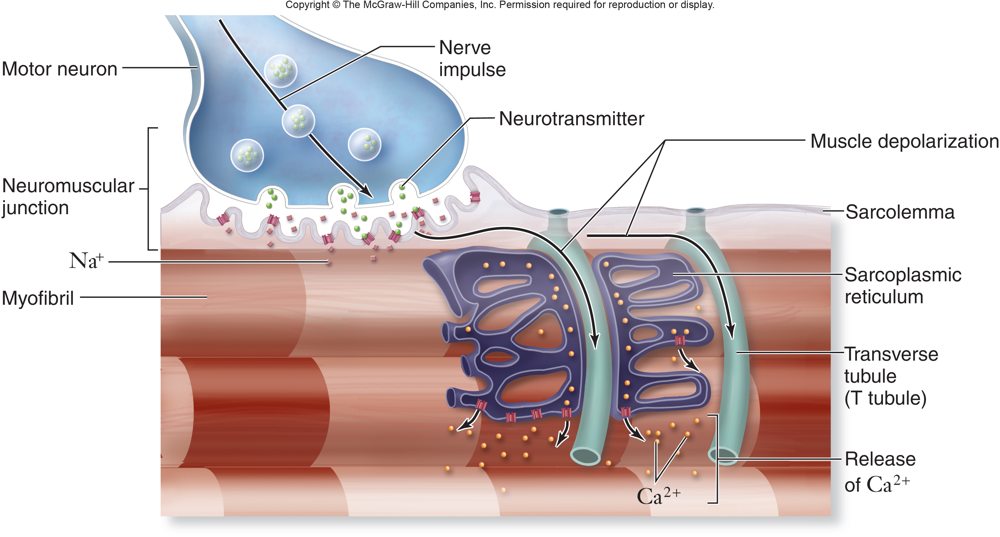 Copyright © The McGraw-Hill Companies, Inc. Permission required for reproduction or display.
Motor neuron
Nerve
impulse
Neurotransmitter
Muscle depolarization
Neuromuscular
junction
Sarcolemma
Na⁺
Sarcoplasmic
reticulum
Myofibril
Transverse
tubule
(T tubule)
Release
of Ca²⁺
Ca²⁺